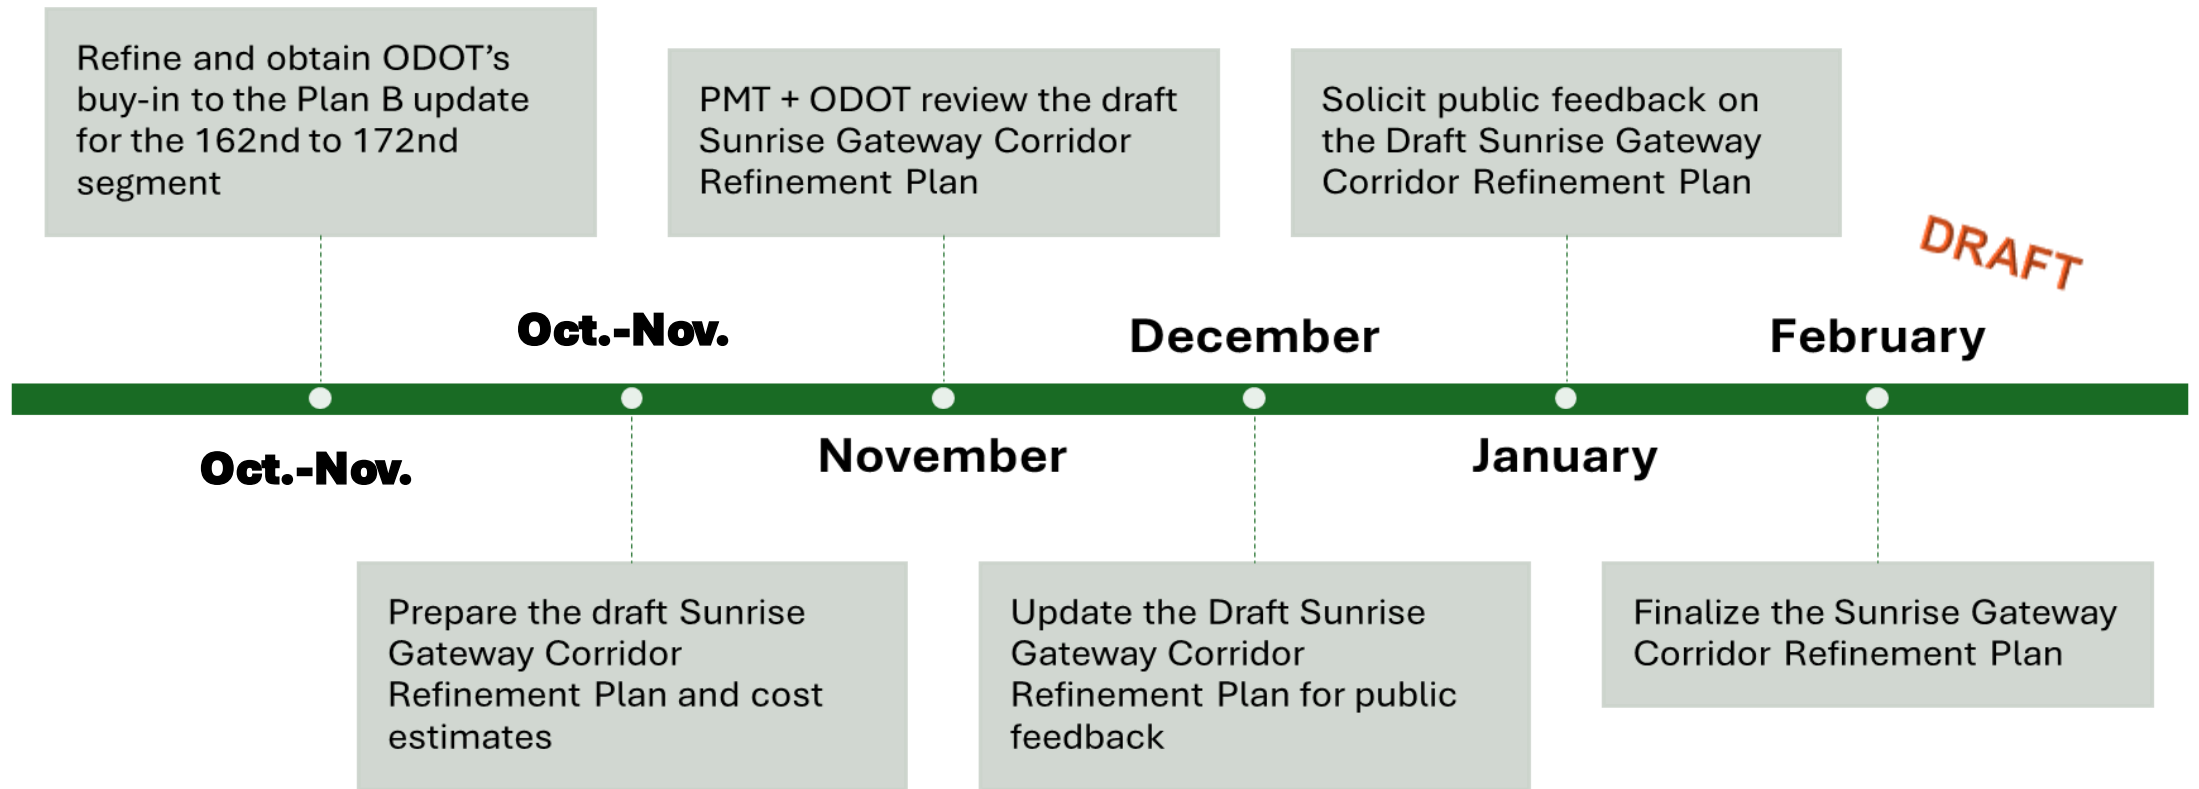 Refine and obtain ODOT's
buy-in to the Plan B update
for the 162nd to 172nd
segment
PMT + ODOT review the draft
Sunrise Gateway Corridor
Refinement Plan
Solicit public feedback on
the Draft Sunrise Gateway
Corridor Refinement Plan
DRAFT
Oct.-Nov.
December
February
Oct.-Nov.
November
January
Prepare the draft Sunrise
Gateway Corridor
Refinement Plan and cost
estimates
Update the Draft Sunrise
Gateway Corridor
Refinement Plan for public
feedback
Finalize the Sunrise Gateway
Corridor Refinement Plan